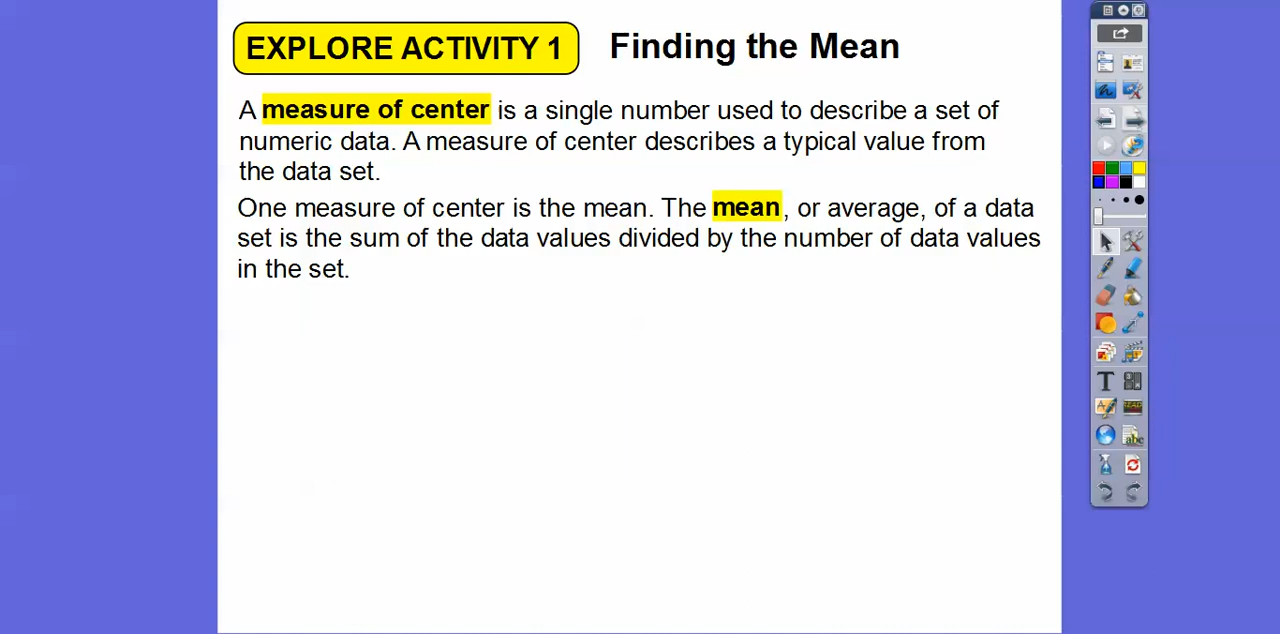 EXPLORE ACTIVITY 1 Finding the Mean
A measure of center is a single number used to describe a set of
numeric data. A measure of center describes a typical value from
the data set.
One measure of center is the mean. The mean, or average, of a data
set is the sum of the data values divided by the number of data values
in the set.
T
abc